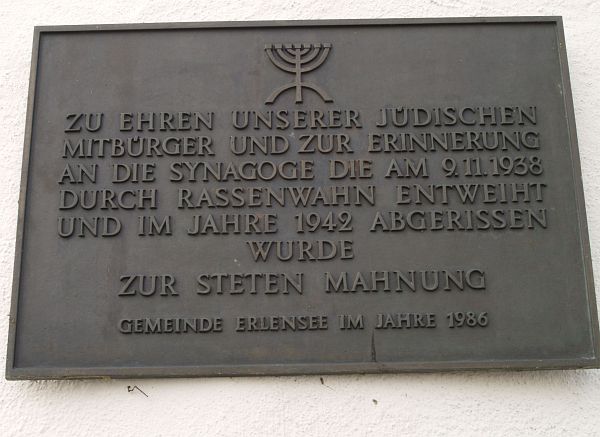 ZU EHREN UNSERER JÜDISCHEN
MITBÜRGER UND ZUR ERINNERUNG
AN DIE SYNAGOGE DIE AM 9.11.1938
DURCH RASSENWAHN ENTWEIHT
UND IM JAHRE 1942 ABGERISSEN
WURDE
ZUR STETEN MAHNUNG
GEMEINDE ERLENSEE IM JAHRE 1986